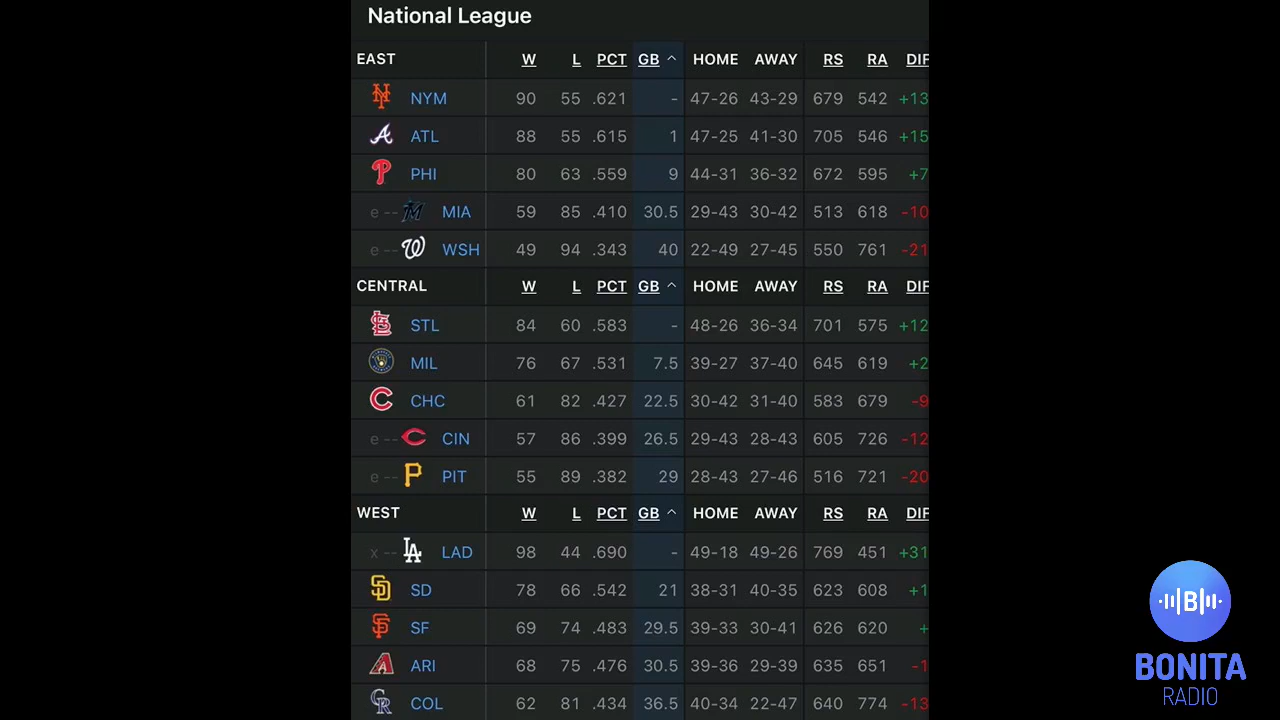 National League
EAST W L PCT GB ^ HOME AWAY RS RA DIF
NYM 90 55 .621 - 47-26 43-29 679 542 +13
ATL 88 55 .615 1 47-25 41-30 705 546 +15
PHI 80 63 .559 9 44-31 36-32 672 595 +7
e -- MIA 59 85 .410 30.5 29-43 30-42 513 618 -10
e -- WSH 49 94 .343 40 22-49 27-45 550 761 -21
CENTRAL W L PCT GB ^ HOME AWAY RS RA DIF
STL 84 60 .583 - 48-26 36-34 701 575 +12
MIL 76 67 .531 7.5 39-27 37-40 645 619 +2
CHC 61 82 .427 22.5 30-42 31-40 583 679 -9
e -- CIN 57 86 .399 26.5 29-43 28-43 605 726 -12
e -- PIT 55 89 .382 29 28-43 27-46 516 721 -20
WEST W L PCT GB ^ HOME AWAY RS RA DIF
x -- LAD 98 44 .690 - 49-18 49-26 769 451 +31
SD 78 66 .542 21 38-31 40-35 623 608 +1
SF 69 74 .483 29.5 39-33 30-41 626 620 +
ARI 68 75 .476 30.5 39-36 29-39 635 651 -1
COL 62 81 .434 36.5 40-34 22-47 640 774 -13
B
BONITA
RADIO